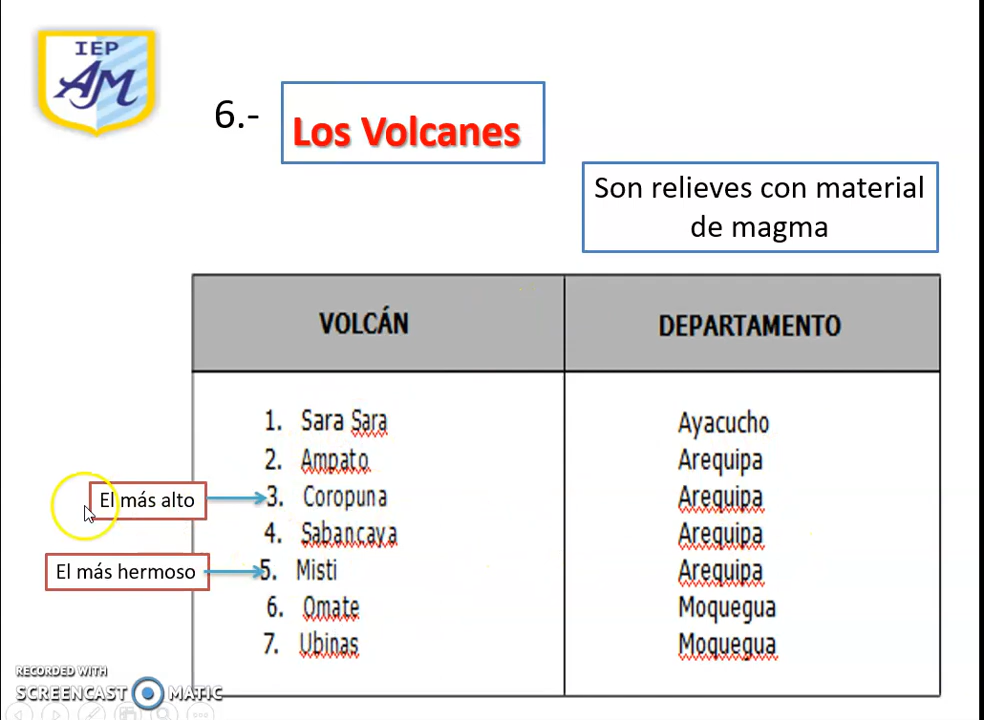 IEP
AM
6.- Los Volcanes
Son relieves con material
de magma
VOLCÁN DEPARTAMENTO
1. Sara Sara Ayacucho
2. Ampato Arequipa
El más alto 3. Coropuna Arequipa
4. Sabancaya Arequipa
El más hermoso 5. Misti Arequipa
6. Omate Moquegua
7. Ubinas Moquegua
RECORDED WITH
SCREENCAST MATIC